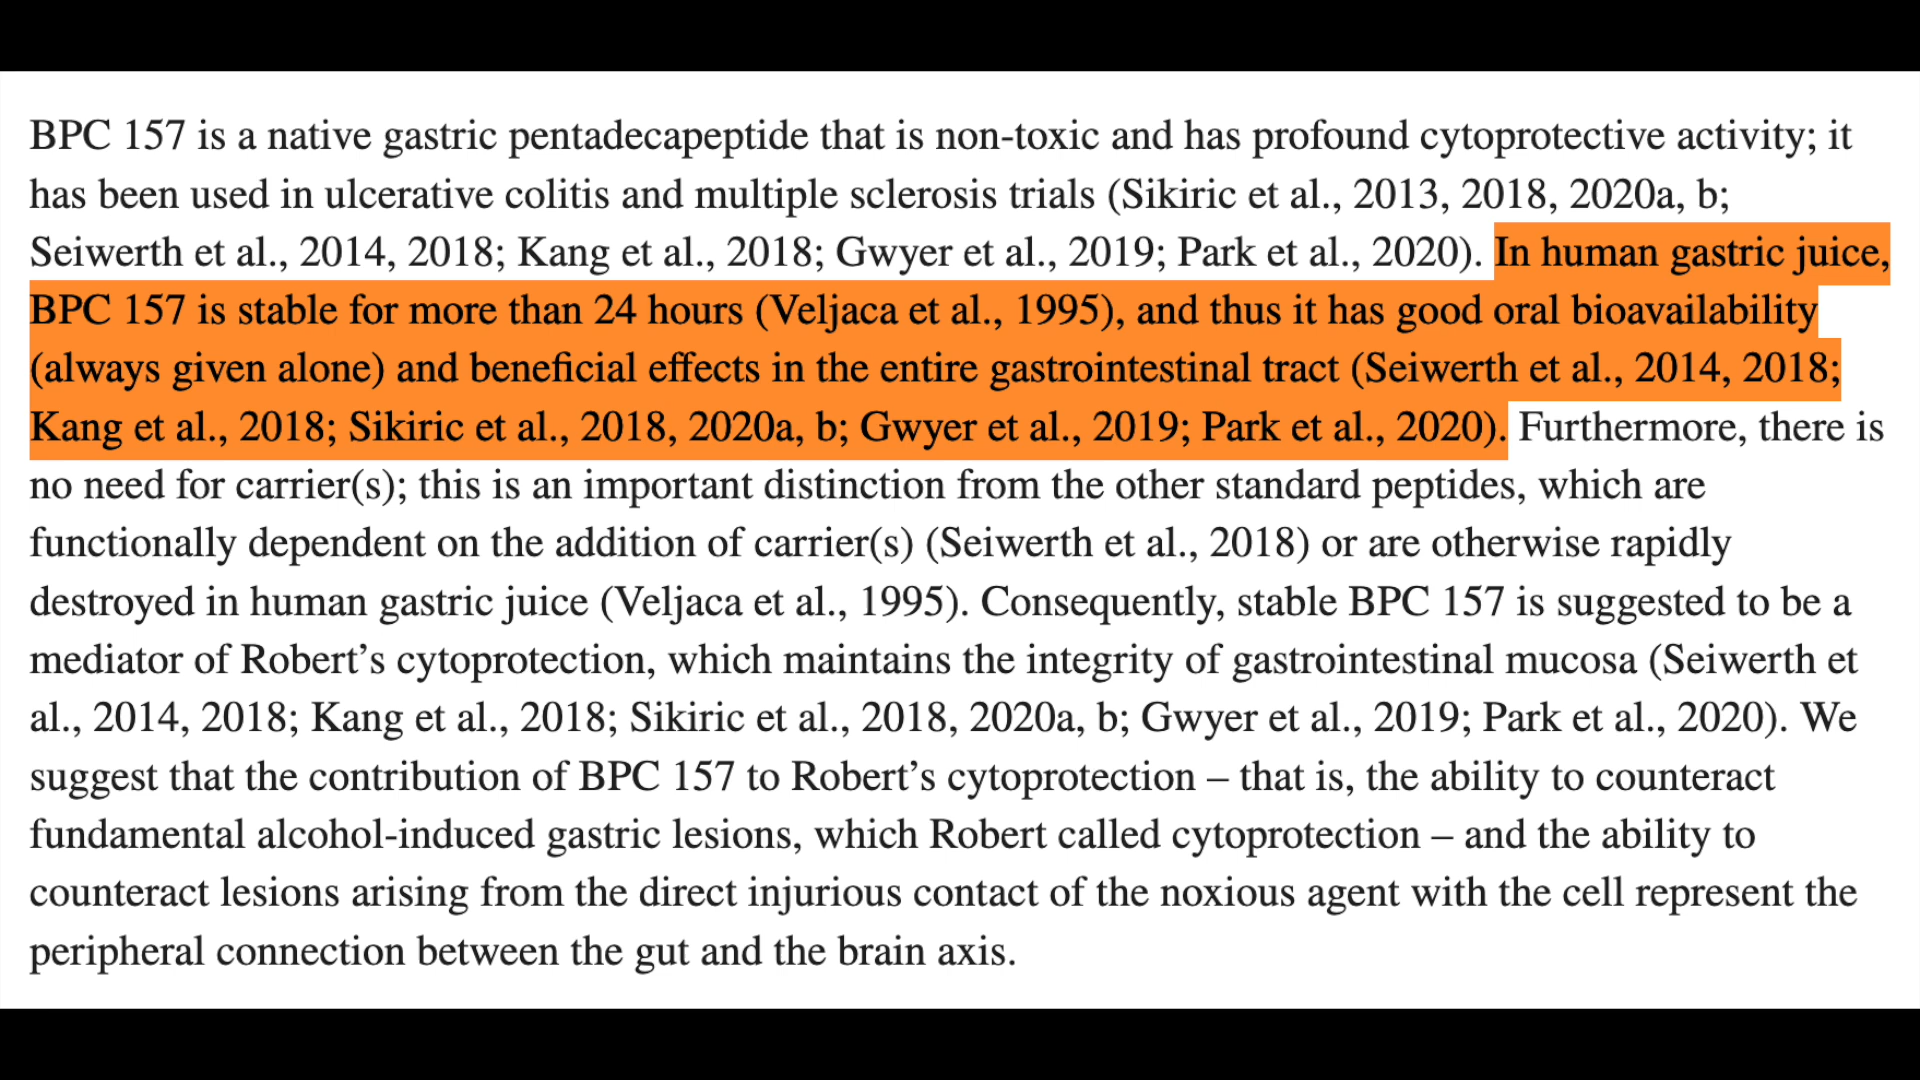 BPC 157 is a native gastric pentadecapeptide that is non-toxic and has profound cytoprotective activity; it
has been used in ulcerative colitis and multiple sclerosis trials (Sikiric et al., 2013, 2018, 2020a, b;
Seiwerth et al., 2014, 2018; Kang et al., 2018; Gwyer et al., 2019; Park et al., 2020). In human gastric juice,
BPC 157 is stable for more than 24 hours (Veljaca et al., 1995), and thus it has good oral bioavailability
(always given alone) and beneficial effects in the entire gastrointestinal tract (Seiwerth et al., 2014, 2018;
Kang et al., 2018; Sikiric et al., 2018, 2020a, b; Gwyer et al., 2019; Park et al., 2020). Furthermore, there is
no need for carrier(s); this is an important distinction from the other standard peptides, which are
functionally dependent on the addition of carrier(s) (Seiwerth et al., 2018) or are otherwise rapidly
destroyed in human gastric juice (Veljaca et al., 1995). Consequently, stable BPC 157 is suggested to be a
mediator of Robert’s cytoprotection, which maintains the integrity of gastrointestinal mucosa (Seiwerth et
al., 2014, 2018; Kang et al., 2018; Sikiric et al., 2018, 2020a, b; Gwyer et al., 2019; Park et al., 2020). We
suggest that the contribution of BPC 157 to Robert’s cytoprotection – that is, the ability to counteract
fundamental alcohol-induced gastric lesions, which Robert called cytoprotection – and the ability to
counteract lesions arising from the direct injurious contact of the noxious agent with the cell represent the
peripheral connection between the gut and the brain axis.